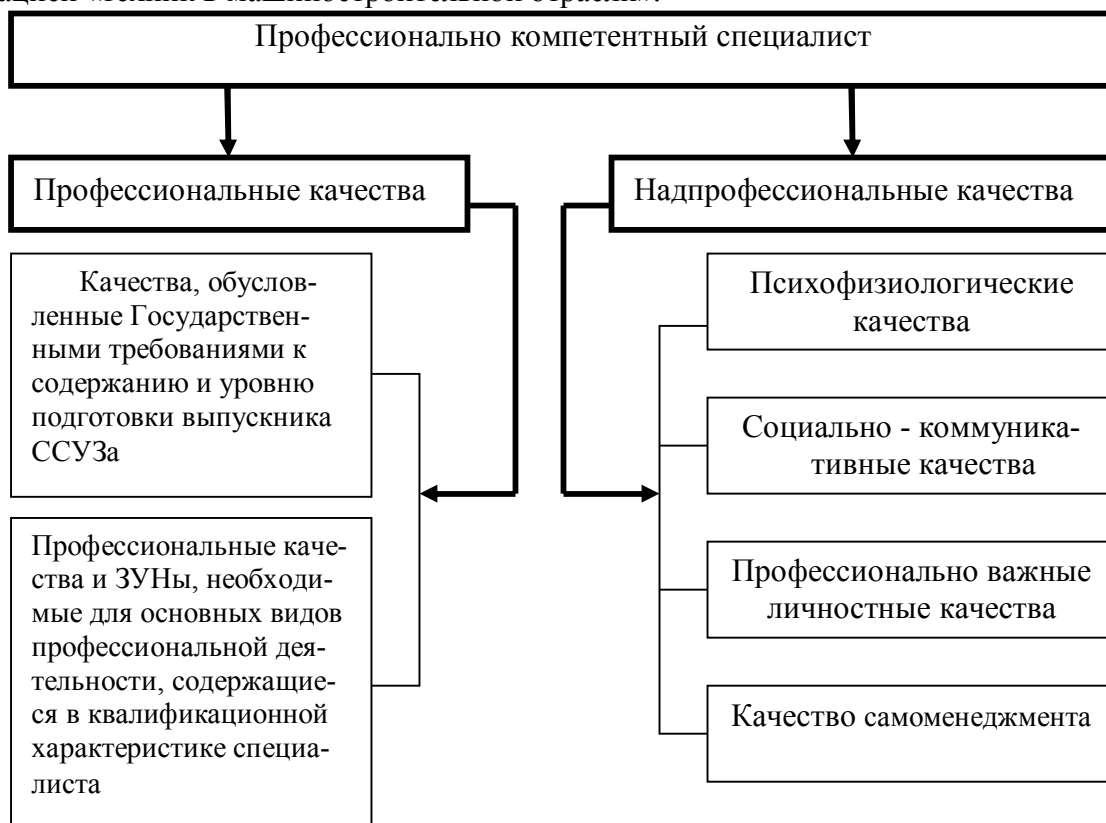 Профессионально компетентный специалист
Профессиональные качества
Надпрофессиональные качества
Качества, обуслов-
ленные Государствен-
ными требованиями к
содержанию и уровню
подготовки выпускника
ССУЗа
Профессиональные каче-
ства и ЗУНы, необходи-
мые для основных видов
профессиональной дея-
тельности, содержащие-
ся в квалификационной
характеристике специа-
листа
Психофизиологические
качества
Социально - коммуника-
тивные качества
Профессионально важные
личностные качества
Качество самоменеджмента